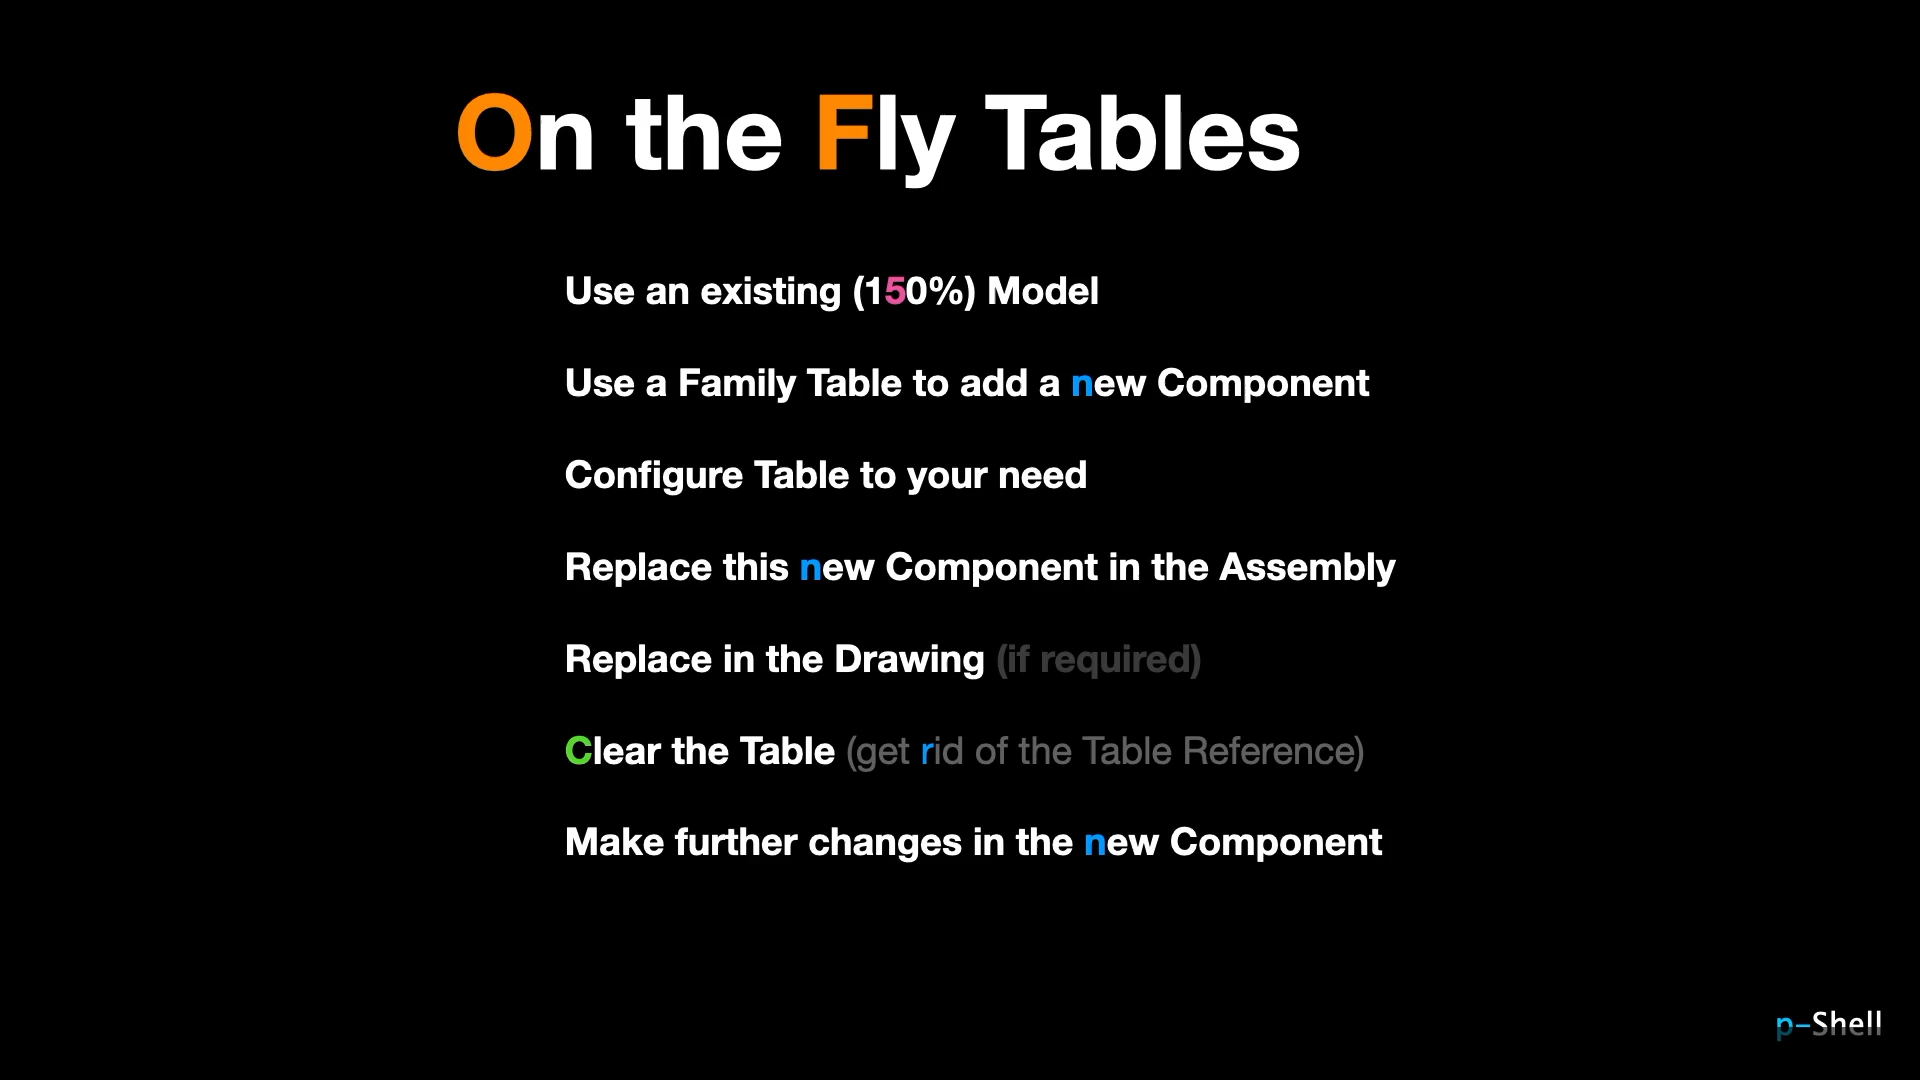 On the Fly Tables
Use an existing (150%) Model
Use a Family Table to add a new Component
Configure Table to your need
Replace this new Component in the Assembly
Replace in the Drawing (if required)
Clear the Table (get rid of the Table Reference)
Make further changes in the new Component
p-Shell